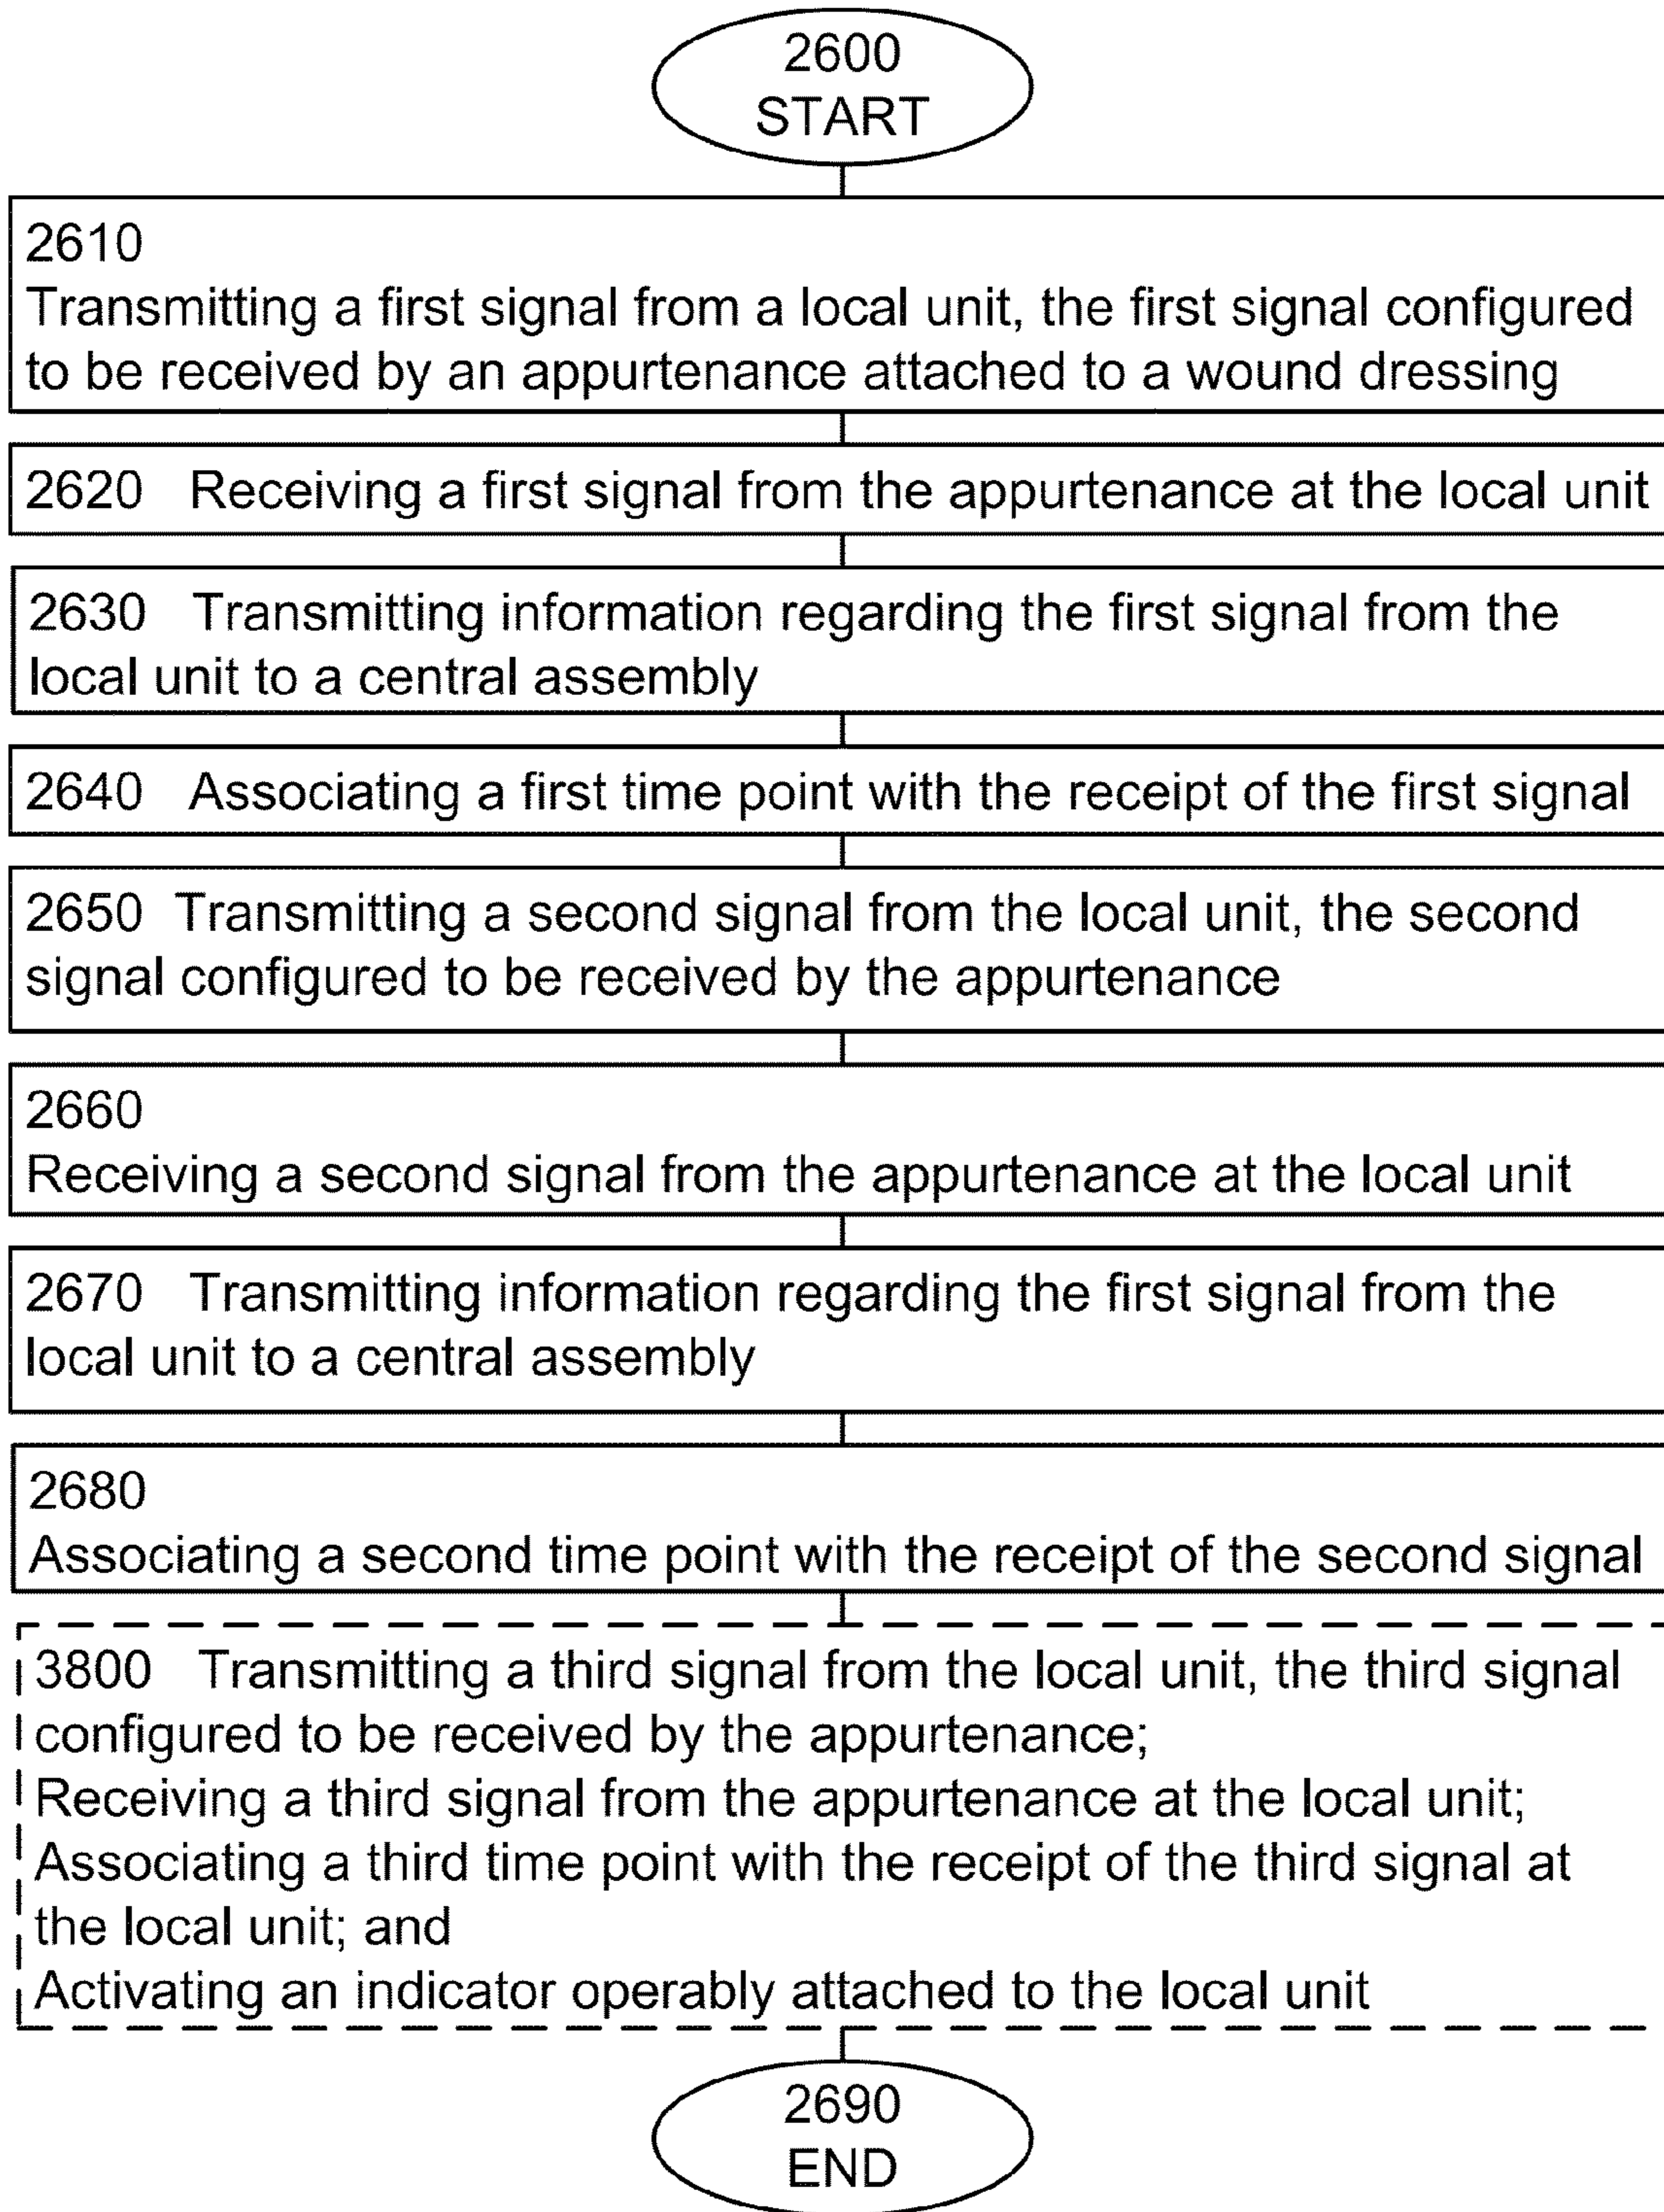 2600
START
2610
Transmitting a first signal from a local unit, the first signal configured
to be received by an appurtenance attached to a wound dressing
2620 Receiving a first signal from the appurtenance at the local unit
2630 Transmitting information regarding the first signal from the
local unit to a central assembly
2640 Associating a first time point with the receipt of the first signal
2650 Transmitting a second signal from the local unit, the second
signal configured to be received by the appurtenance
2660
Receiving a second signal from the appurtenance at the local unit
2670 Transmitting information regarding the first signal from the
local unit to a central assembly
2680
Associating a second time point with the receipt of the second signal
3800 Transmitting a third signal from the local unit, the third signal
configured to be received by the appurtenance;
Receiving a third signal from the appurtenance at the local unit;
Associating a third time point with the receipt of the third signal at
the local unit; and
Activating an indicator operably attached to the local unit
2690
END